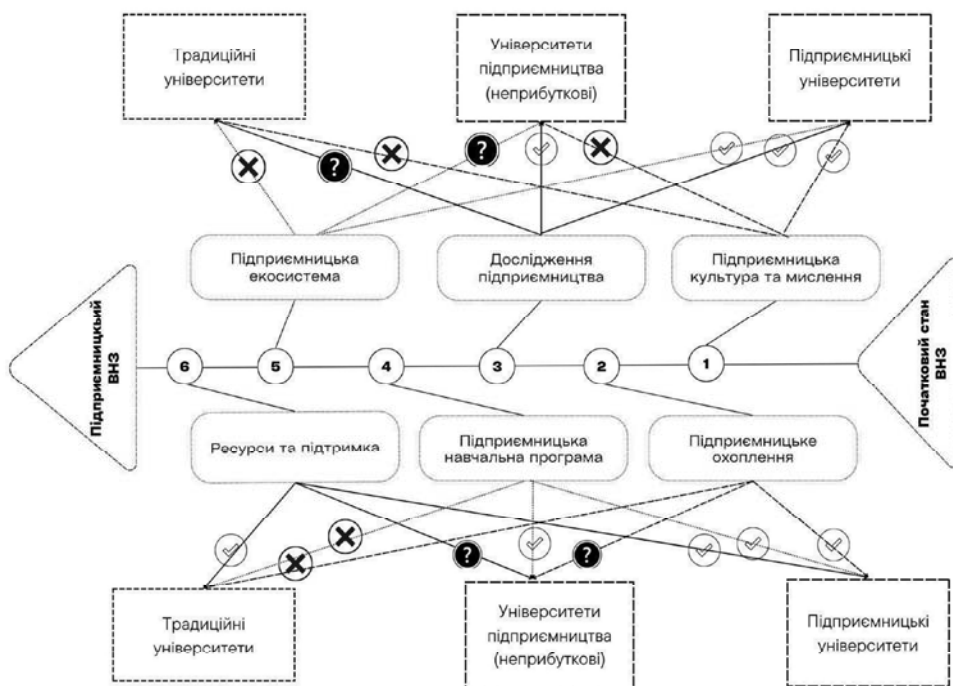 Традиційні
університети
Університети
підприємництва
(неприбуткові)
Підприємницькі
університети
?
?
Підприємницька
екосистема
Дослідження
підприємництва
Підприємницька
культура та мислення
Підприємницкьий
ВНЗ
6
5
4
3
2
1
Початковий стан
ВНЗ
Ресурси та підтримка
Підприємницька
навчальна програма
Підприємницьке
охоплення
?
?
Традиційні
університети
Університети
підприємництва
(неприбуткові)
Підприємницькі
університети